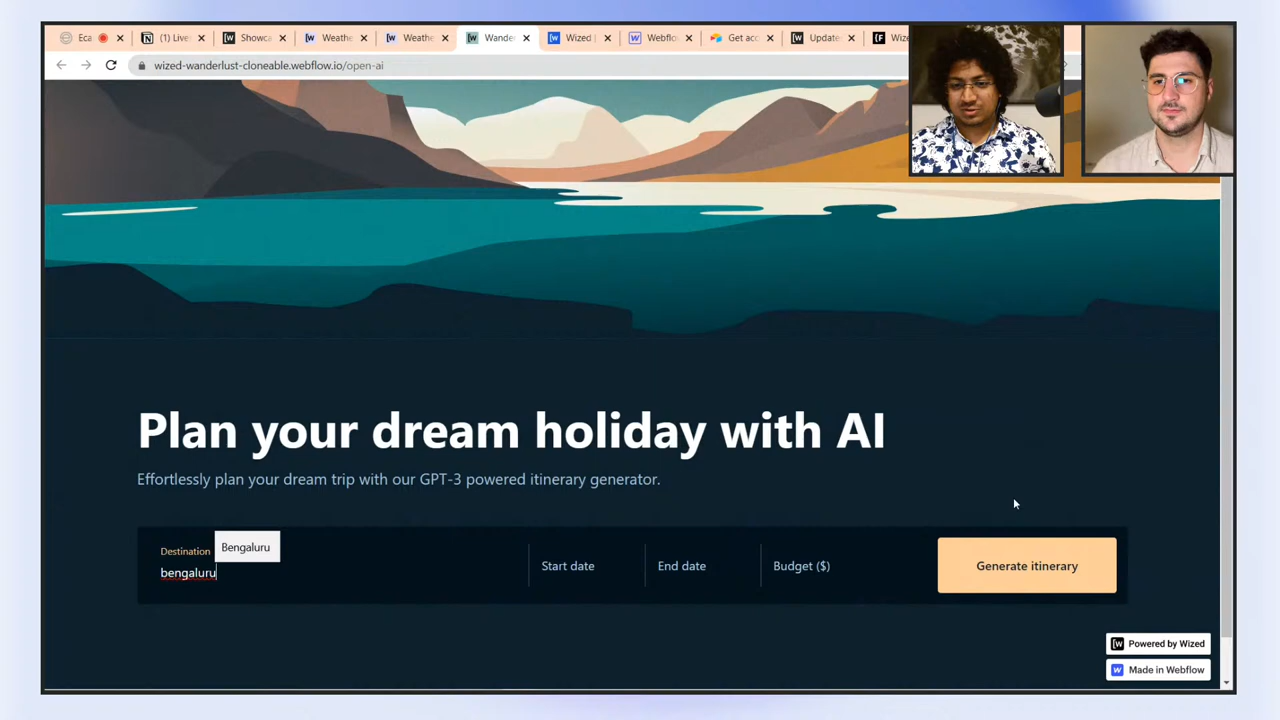 Eca
(1) Live
Showca
Weathe
Weathe
Wander
Wized |
Webflo
Get acc
Update
Wize
wized-wanderlust-cloneable.webflow.io/open-ai
Plan your dream holiday with AI
Effortlessly plan your dream trip with our GPT-3 powered itinerary generator.
Destination
Bengaluru
bengaluru
Start date
End date
Budget ($)
Generate itinerary
Powered by Wized
Made in Webflow